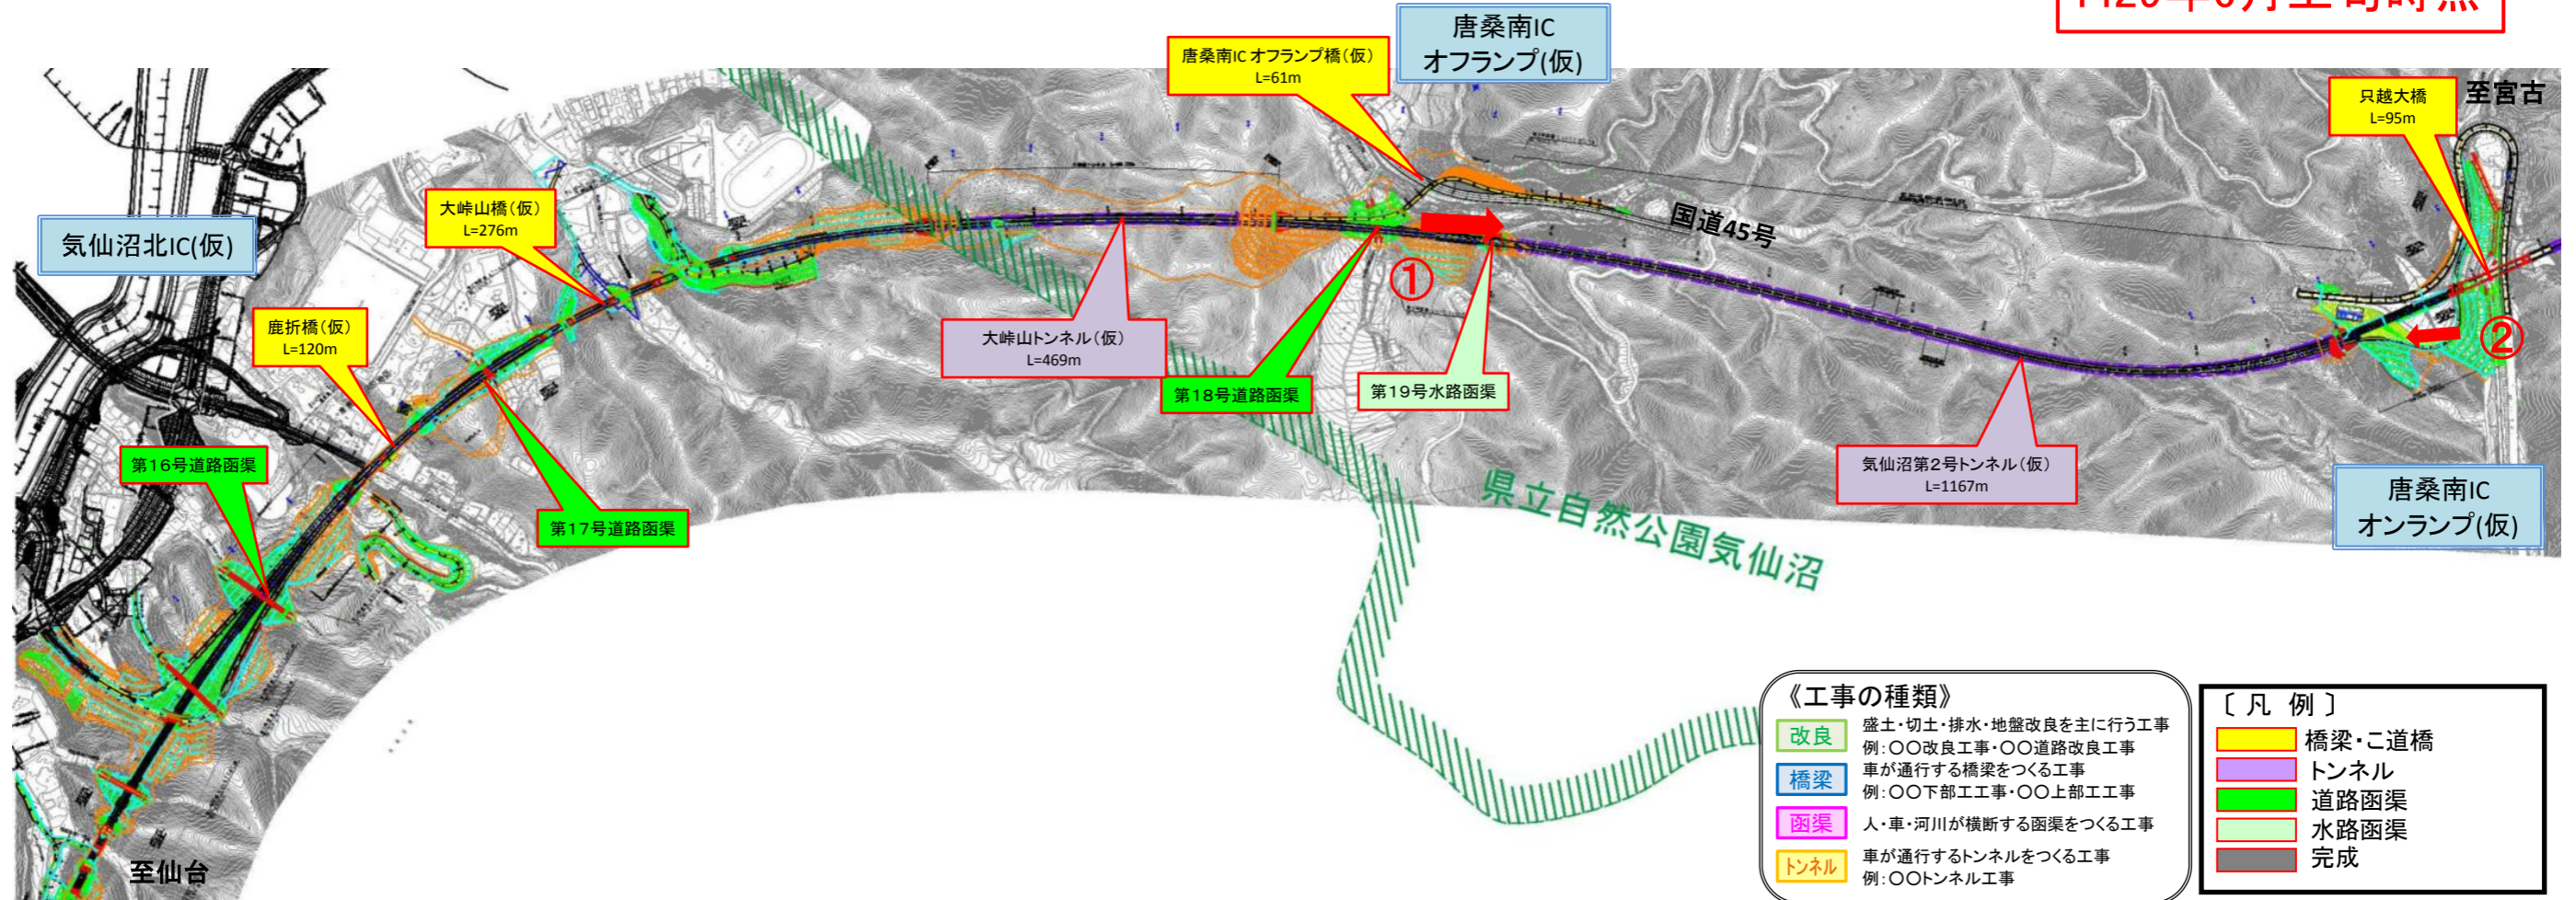 唐桑南IC
オフランプ(仮)
唐桑南IC オフランプ橋(仮)
L=61m
只越大橋
L=95m
至宮古
気仙沼北IC(仮)
大峠山橋(仮)
L=276m
国道45号
①
②
鹿折橋(仮)
L=120m
大峠山トンネル(仮)
L=469m
第18号道路函渠
第19号水路函渠
第16号道路函渠
第17号道路函渠
気仙沼第2号トンネル(仮)
L=1167m
唐桑南IC
オンランプ(仮)
県立自然公園気仙沼
至仙台
《工事の種類》
改良 盛土・切土・排水・地盤改良を主に行う工事
例:〇〇改良工事・〇〇道路改良工事
橋梁 車が通行する橋梁をつくる工事
例:〇〇下部工工事・〇〇上部工工事
函渠 人・車・河川が横断する函渠をつくる工事
トンネル 車が通行するトンネルをつくる工事
例:〇〇トンネル工事
〔 凡 例 〕
橋梁・こ道橋
トンネル
道路函渠
水路函渠
完成